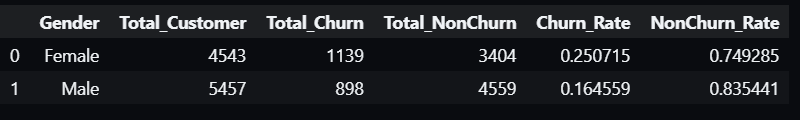 Gender Total_Customer Total_Churn Total_NonChurn Churn_Rate NonChurn_Rate
0 Female 4543 1139 3404 0.250715 0.749285
1 Male 5457 898 4559 0.164559 0.835441